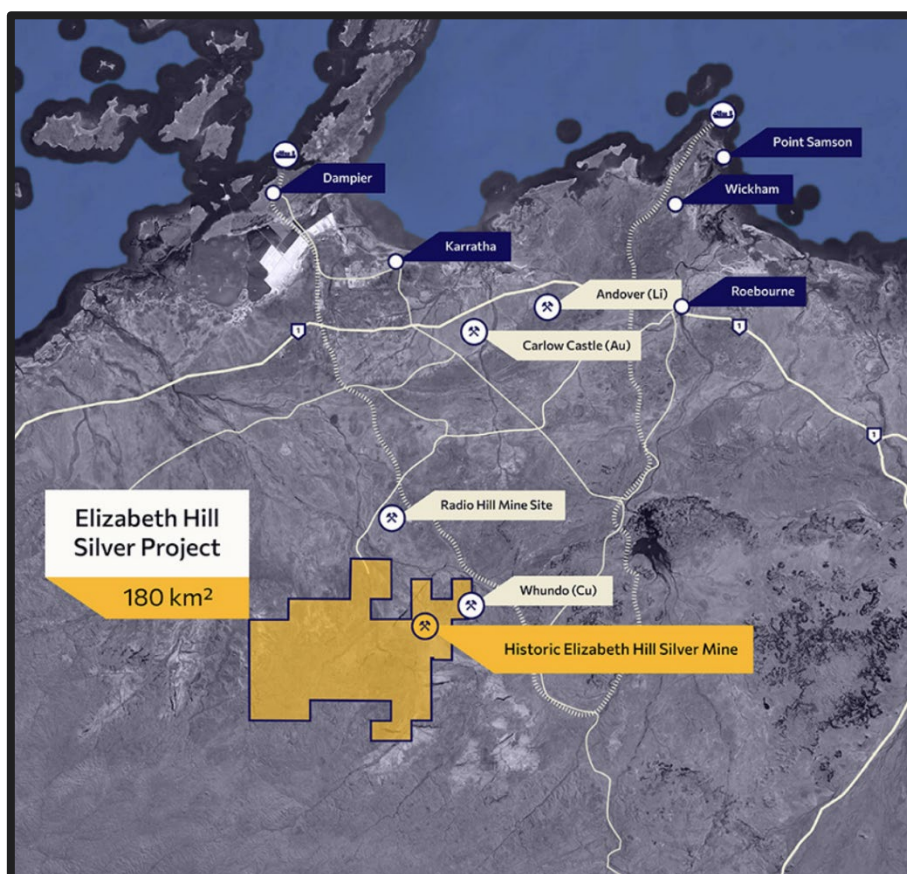 Point Samson
Dampier
Wickham
Karratha
Andover (Li)
Roebourne
1
1
Carlow Castle (Au)
1
Elizabeth Hill
Silver Project
180 km²
Radio Hill Mine Site
Whundo (Cu)
Historic Elizabeth Hill Silver Mine